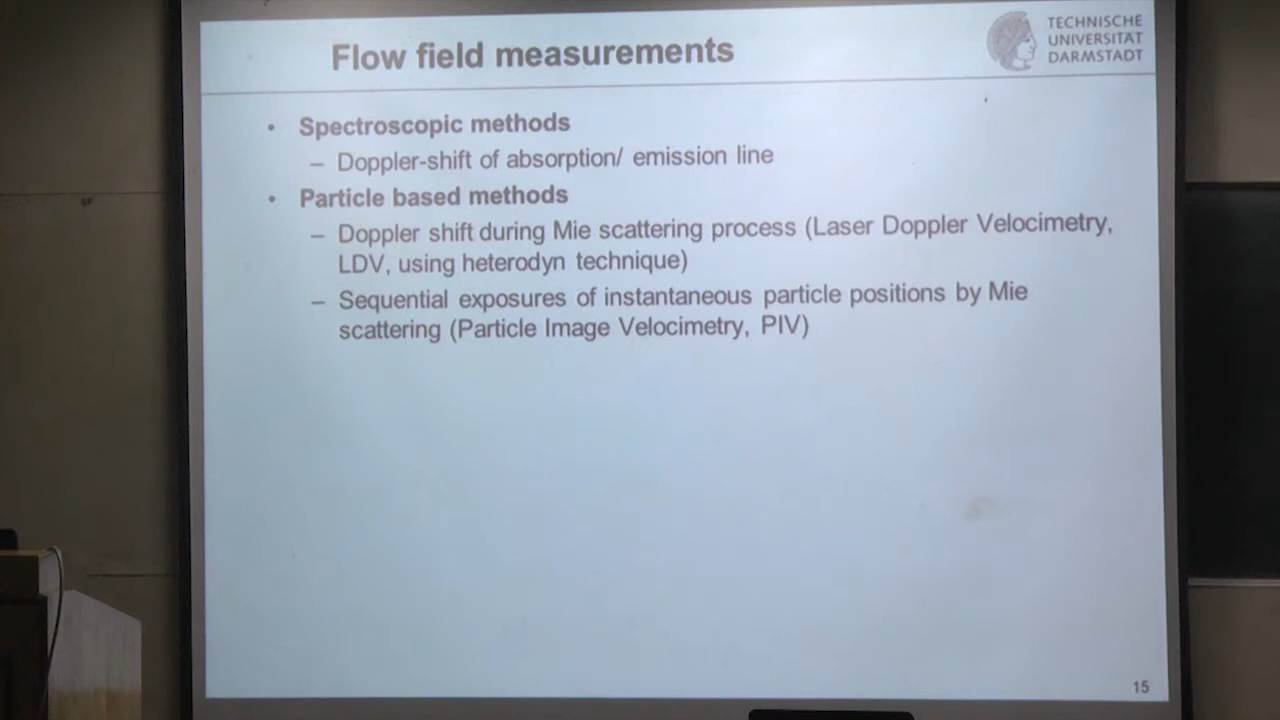 Flow field measurements
TECHNISCHE
UNIVERSITÄT
DARMSTADT
• Spectroscopic methods
– Doppler-shift of absorption/ emission line
• Particle based methods
– Doppler shift during Mie scattering process (Laser Doppler Velocimetry,
LDV, using heterodyn technique)
– Sequential exposures of instantaneous particle positions by Mie
scattering (Particle Image Velocimetry, PIV)
15